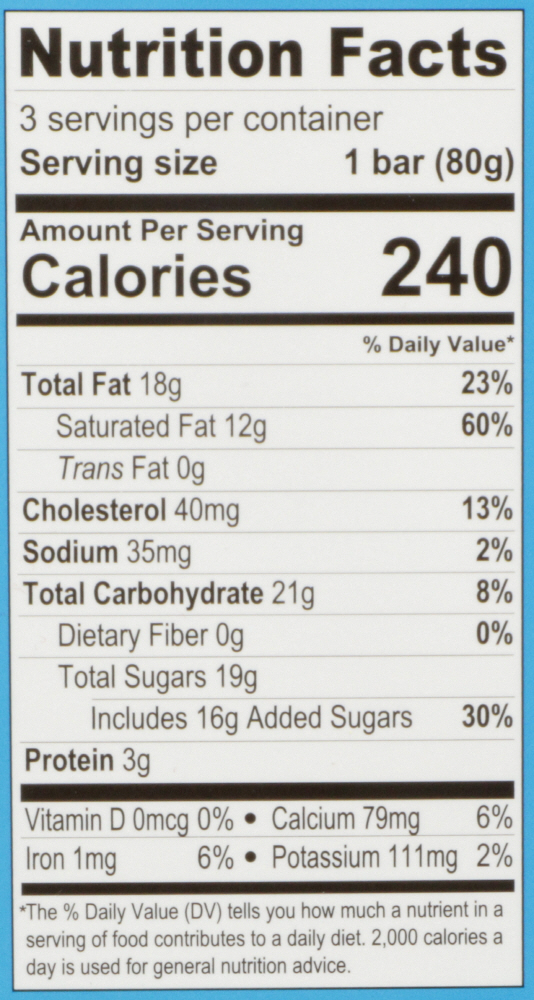 Nutrition Facts
3 servings per container
Serving size 1 bar (80g)
Amount Per Serving
Calories 240
% Daily Value*
Total Fat 18g 23%
Saturated Fat 12g 60%
Trans Fat 0g
Cholesterol 40mg 13%
Sodium 35mg 2%
Total Carbohydrate 21g 8%
Dietary Fiber 0g 0%
Total Sugars 19g
Includes 16g Added Sugars 30%
Protein 3g
Vitamin D 0mcg 0% • Calcium 79mg 6%
Iron 1mg 6% • Potassium 111mg 2%
*The % Daily Value (DV) tells you how much a nutrient in a
serving of food contributes to a daily diet. 2,000 calories a
day is used for general nutrition advice.